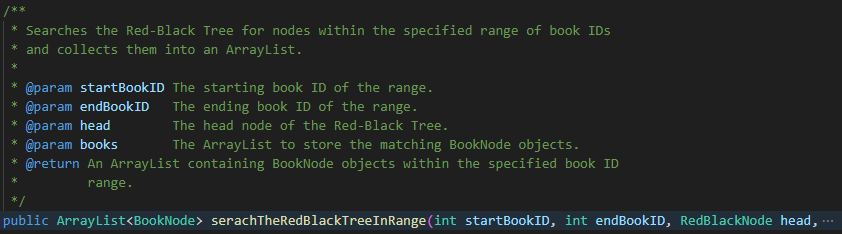 /**
* Searches the Red-Black Tree for nodes within the specified range of book IDs
* and collects them into an ArrayList.
*
* @param startBookID The starting book ID of the range.
* @param endBookID   The ending book ID of the range.
* @param head        The head node of the Red-Black Tree.
* @param books       The ArrayList to store the matching BookNode objects.
* @return An ArrayList containing BookNode objects within the specified book ID
*         range.
*/
public ArrayList<BookNode> serachTheRedBlackTreeInRange(int startBookID, int endBookID, RedBlackNode head,⋯